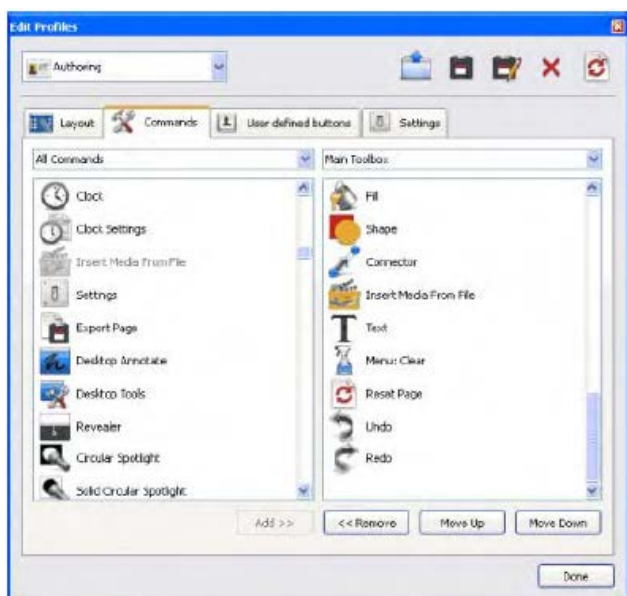 Edit Profiles
Authoring
Layout
Commands
User defined buttons
Settings
All Commands
Main Toolbox
Clock
Clock Settings
Insert Media From File
Settings
Export Page
Desktop Annotate
Desktop Tools
Revealer
Circular Spotlight
Solid Circular Spotlight
Fill
Shape
Connector
Insert Media From File
Text
Menu: Clear
Reset Page
Undo
Redo
Add >>
<< Remove
Move Up
Move Down
Done